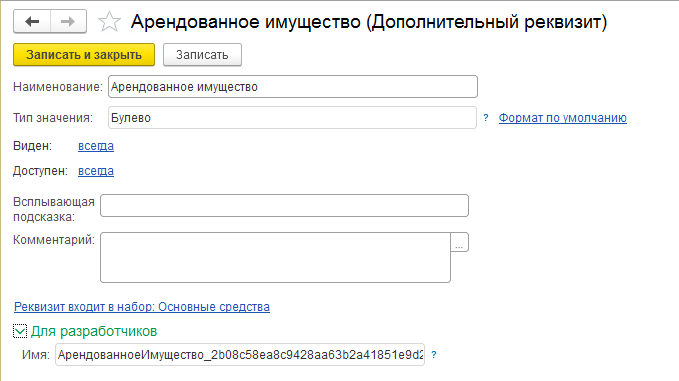 Арендованное имущество (Дополнительный реквизит)
Записать и закрыть Записать
Наименование: Арендованное имущество
Тип значения: Булево ? Формат по умолчанию
Виден: всегда
Доступен: всегда
Всплывающая
подсказка:
Комментарий: ...
Реквизит входит в набор: Основные средства
Для разработчиков
Имя: АрендованноеИмущество_2b08c58ea8c9428aa63b2a41851e9d2 ?